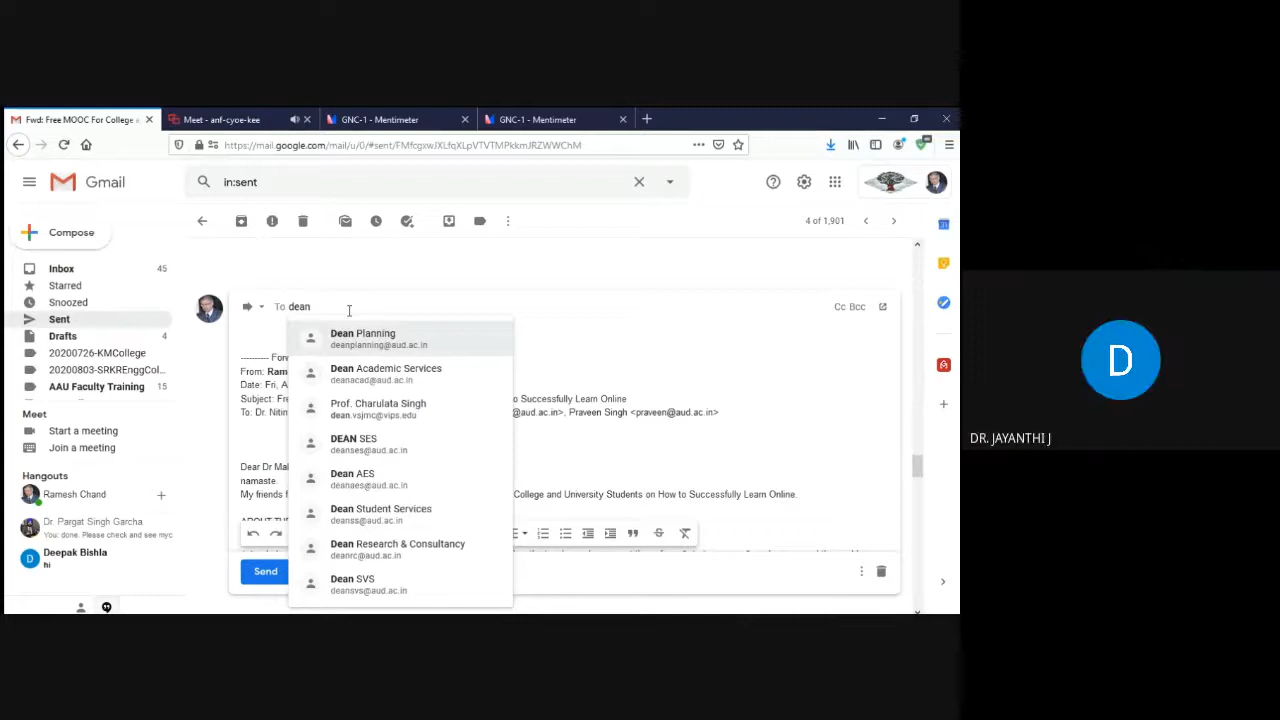 Fwd: Free MOOC For College a
Meet - anf-cyoe-kee
GNC-1 - Mentimeter
GNC-1 - Mentimeter
https://mail.google.com/mail/u/0/#sent/FMfcgxwJXLfqXLpVTVTMPkkmJRZWWChM
Gmail
in:sent
Compose
4 of 1,901
Inbox 45
Starred
Snoozed
Sent
Drafts 4
20200726-KMCollege
20200803-SRKREnggCol...
AAU Faculty Training 15
Meet
Start a meeting
Join a meeting
Hangouts
Ramesh Chand
Dr. Pargat Singh Garcha
You: done. Please check and see myc
Deepak Bishla
hi
To dean
Cc Bcc
Dean Planning
deanplanning@aud.ac.in
Dean Academic Services
deanacad@aud.ac.in
Prof. Charulata Singh
dean.vsjmc@vips.edu
DEAN SES
deanses@aud.ac.in
Dean AES
deanaes@aud.ac.in
Dean Student Services
deanss@aud.ac.in
Dean Research & Consultancy
deanrc@aud.ac.in
Dean SVS
deansvs@aud.ac.in
---------- For
From: Ram
Date: Fri, A
Subject: Fre o Successfully Learn Online
To: Dr. Nitin @aud.ac.in>, Praveen Singh <praveen@aud.ac.in>
Dear Dr Mal
namaste.
My friends f College and University Students on How to Successfully Learn Online.
Send
D
DR. JAYANTHI J